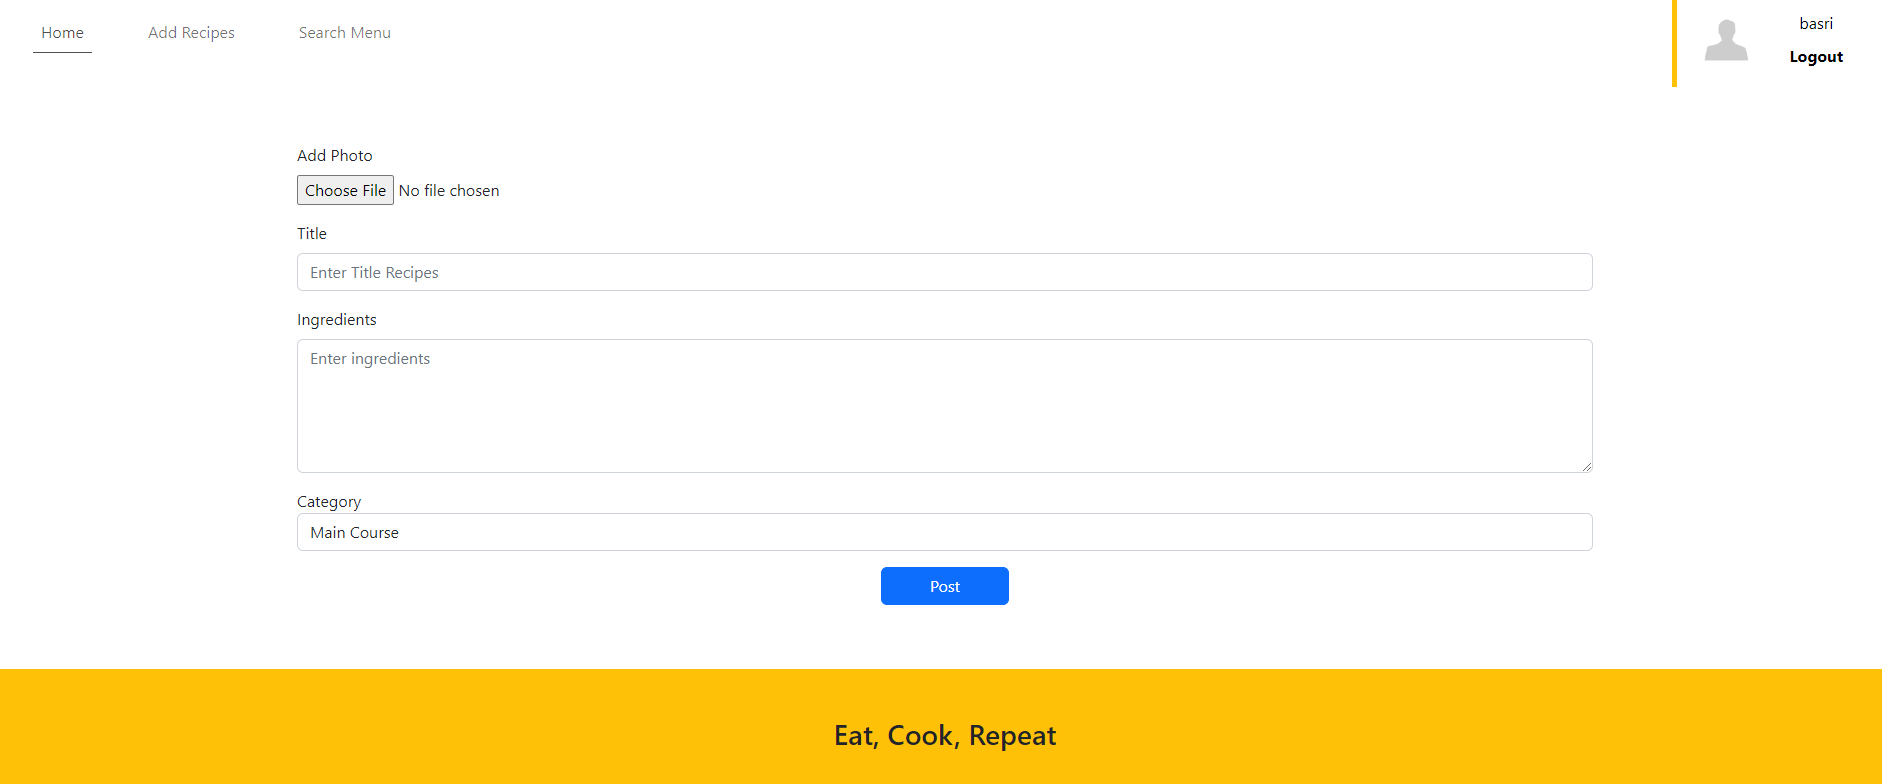 Home Add Recipes Search Menu
basri
Logout
Add Photo
Choose File No file chosen
Title
Enter Title Recipes
Ingredients
Enter ingredients
Category
Main Course
Post
Eat, Cook, Repeat